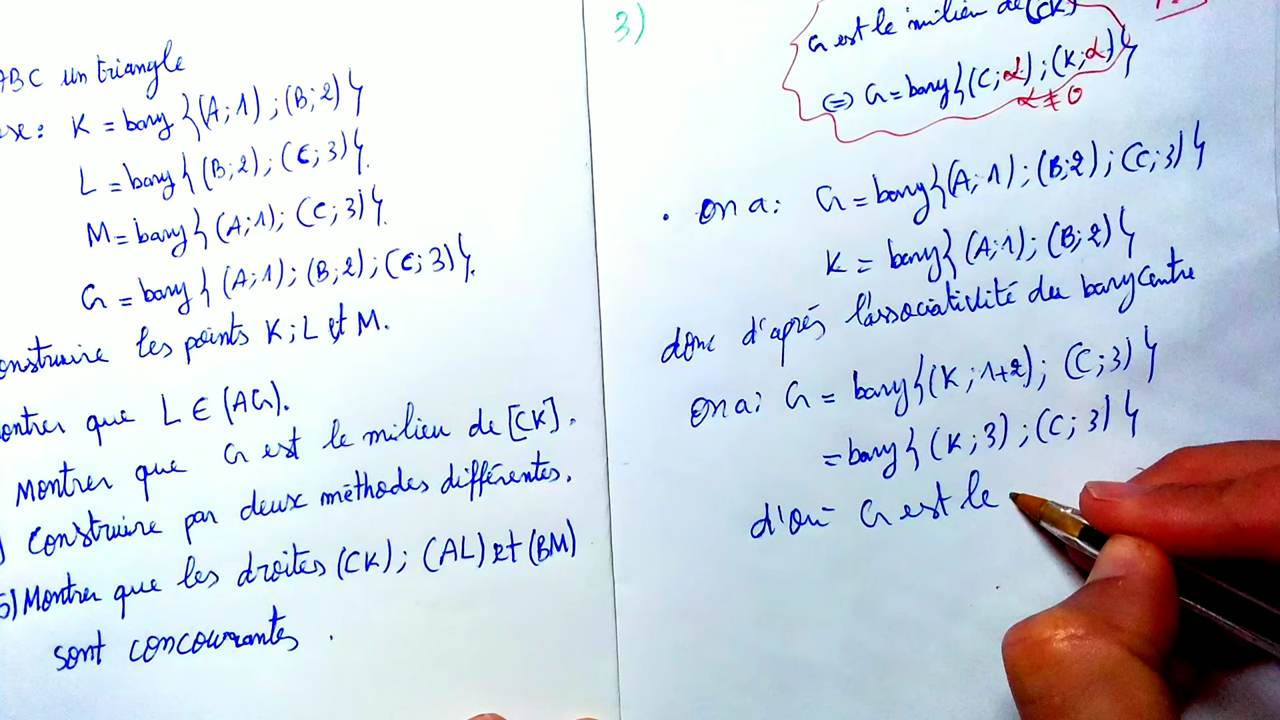 ABC un triangle
K = bary {(A;1);(B;2)}
L = bary {(B;2);(C;3)}.
M = bary {(A;1);(C;3)}.
G = bary {(A;1);(B;2);(C;3)}.
onstruire les points K;L et M.
ontrer que L ∈ (AG).
Montrer que G est le milieu de [CK].
) Construire par deux méthodes différentes.
5) Montrer que les droites (CK); (AL) et (BM)
sont concourantes.
3)
G est le milieu de [CK]
⇔ G = bary {(C;α);(K;α)}
α ≠ 0
. on a: G = bary {(A;1);(B;2);(C;3)}
K = bary {(A;1);(B;2)}
donc d'après l'associativité du barycentre
on a: G = bary {(K;1+2);(C;3)}
= bary {(K;3);(C;3)}
d'où G est le